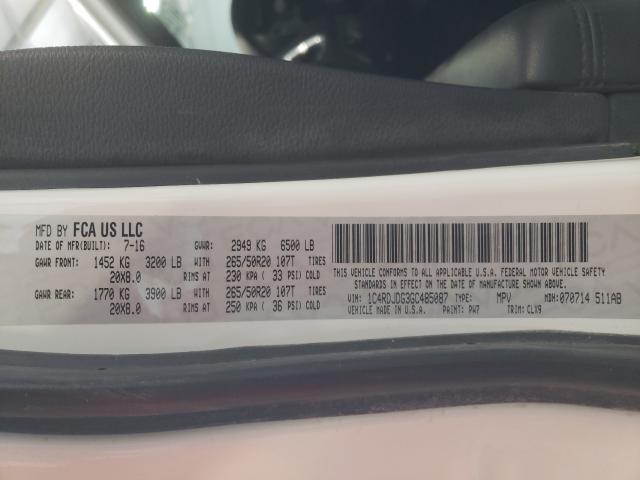 MFD BY FCA US LLC
DATE OF MFR(BUILT): 7-16 GVWR: 2949 KG 6500 LB
GAWR FRONT: 1452 KG 3200 LB WITH 265/50R20 107T TIRES
20X8.0 RIMS AT 230 KPA ( 33 PSI) COLD
GAWR REAR: 1770 KG 3900 LB WITH 265/50R20 107T TIRES
20X8.0 RIMS AT 250 KPA ( 36 PSI) COLD
THIS VEHICLE CONFORMS TO ALL APPLICABLE U.S.A. FEDERAL MOTOR VEHICLE SAFETY
STANDARDS IN EFFECT ON THE DATE OF MANUFACTURE SHOWN ABOVE.
VIN: 1C4RDJDG3GC485087 TYPE: MPV MDH:070714 511AB
VEHICLE MADE IN U.S.A. PAINT: PW7 TRIM: CLX9